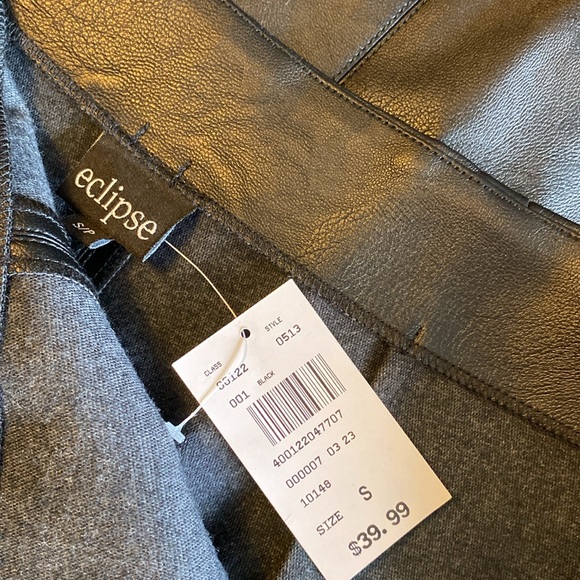 eclipse
S/P
CLASS STYLE
00122 0513
001 BLACK
400122047707
000007 03 23
10148
SIZE S
$39.99